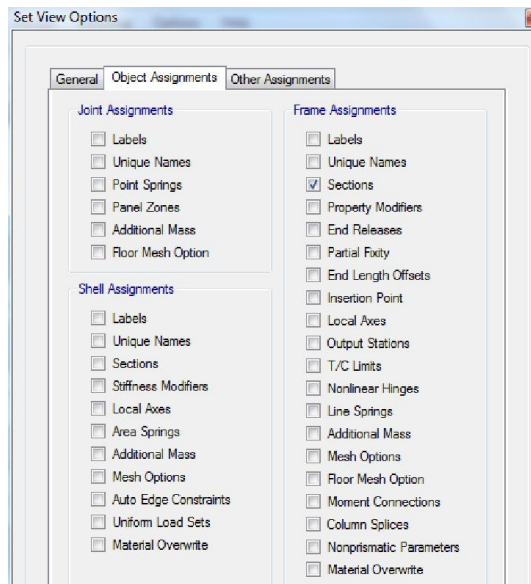 Set View Options
General
Object Assignments
Other Assignments
Joint Assignments
Labels
Unique Names
Point Springs
Panel Zones
Additional Mass
Floor Mesh Option
Shell Assignments
Labels
Unique Names
Sections
Stiffness Modifiers
Local Axes
Area Springs
Additional Mass
Mesh Options
Auto Edge Constraints
Uniform Load Sets
Material Overwrite
Frame Assignments
Labels
Unique Names
Sections
Property Modifiers
End Releases
Partial Fixity
End Length Offsets
Insertion Point
Local Axes
Output Stations
T/C Limits
Nonlinear Hinges
Line Springs
Additional Mass
Mesh Options
Floor Mesh Option
Moment Connections
Column Splices
Nonprismatic Parameters
Material Overwrite